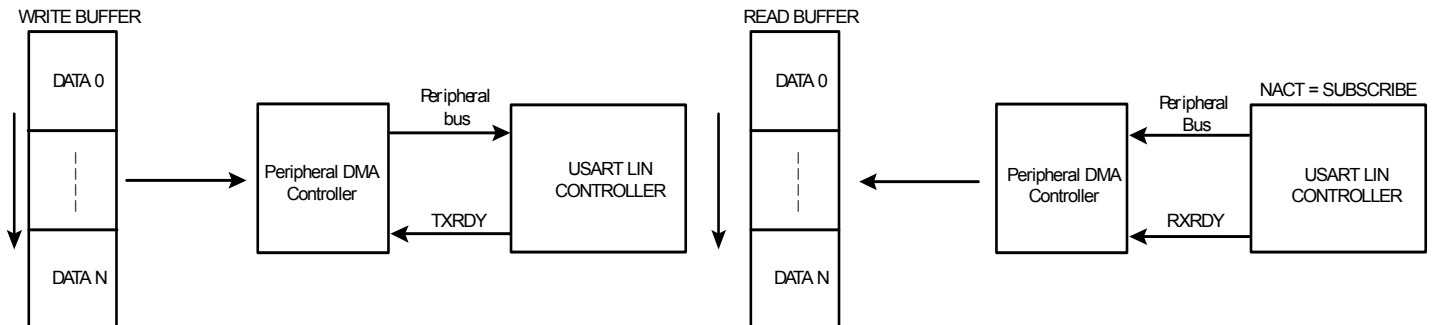 WRITE BUFFER
DATA 0
DATA N
Peripheral DMA
Controller
Peripheral
bus
TXRDY
USART LIN
CONTROLLER
READ BUFFER
DATA 0
DATA N
Peripheral DMA
Controller
Peripheral
Bus
RXRDY
NACT = SUBSCRIBE
USART LIN
CONTROLLER